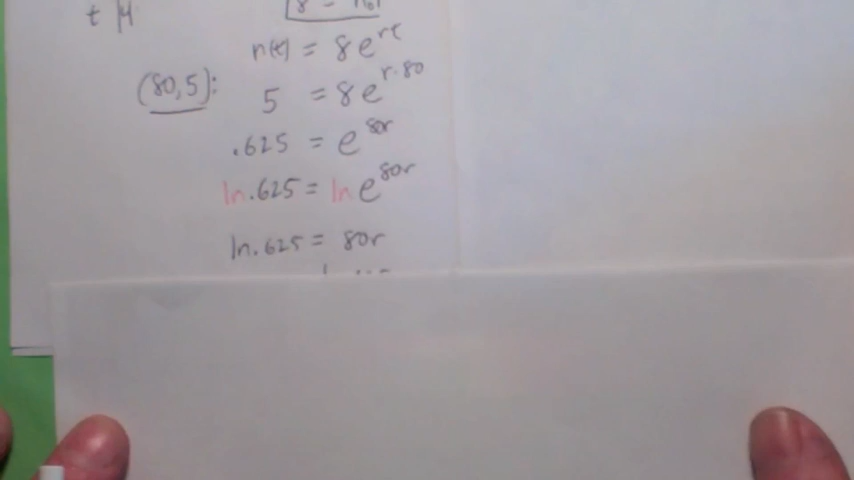 t
n(t) = 8e^{rt}
(80,5): 5 = 8e^{r·80}
.625 = e^{80r}
ln .625 = ln e^{80r}
ln .625 = 80r